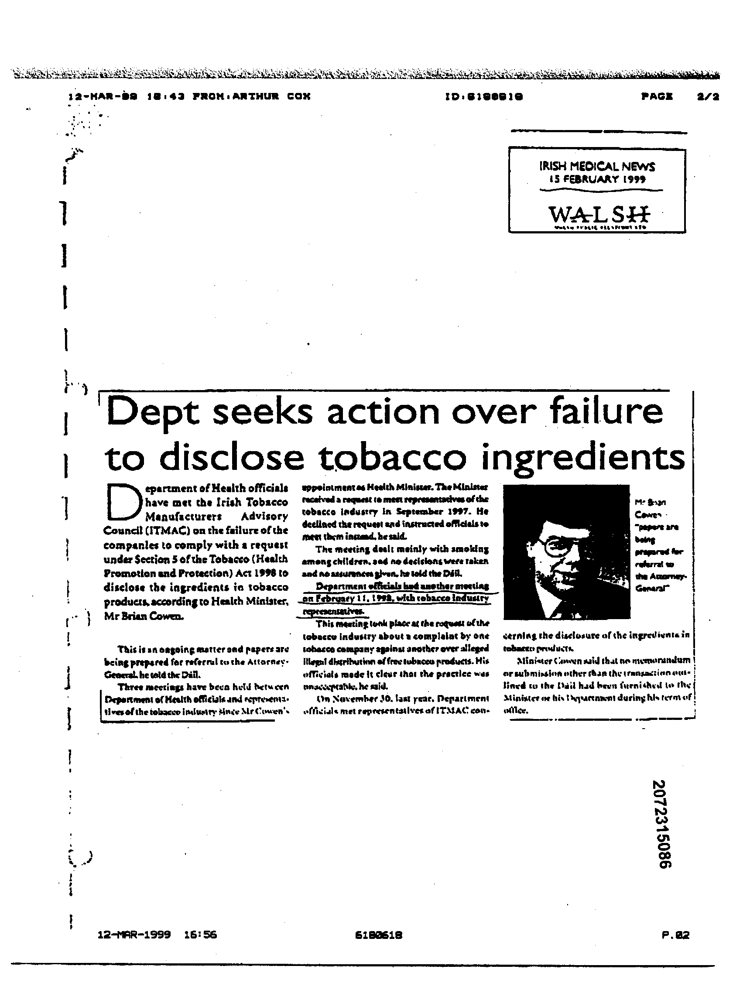 12-MAR-99 16:43 FROM:ARTHUR COX ID:6180618 PAGE 2/2
IRISH MEDICAL NEWS
15 FEBRUARY 1999
WALSH
WALSH PUBLIC RELATIONS LTD
Dept seeks action over failure
to disclose tobacco ingredients
Department of Health officials
have met the Irish Tobacco
Manufacturers Advisory
Council (ITMAC) on the failure of the
companies to comply with a request
under Section 5 of the Tobacco (Health
Promotion and Protection) Act 1998 to
disclose the ingredients in tobacco
products, according to Health Minister,
Mr Brian Cowen.
This is an ongoing matter and papers are
being prepared for referral to the Attorney-
General, he told the Dáil.
Three meetings have been held between
Department of Health officials and representa-
tives of the tobacco industry since Mr Cowen's
appointment as Health Minister. The Minister
received a request to meet representatives of the
tobacco industry in September 1997. He
declined the request and instructed officials to
meet them instead, he said.
The meeting dealt mainly with smoking
among children, and no decisions were taken
and no assurances given, he told the Dáil.
Department officials had another meeting
on February 11, 1998, with tobacco industry
representatives.
This meeting took place at the request of the
tobacco industry about a complaint by one
tobacco company against another over alleged
illegal distribution of free tobacco products. His
officials made it clear that the practice was
unacceptable, he said.
On November 30, last year, Department
officials met representatives of ITMAC con-
Mr Brian
Cowen -
"papers are
being
prepared for
referral to
the Attorney-
General"
cerning the disclosure of the ingredients in
tobacco products.
Minister Cowen said that no memorandum
or submission other than the transaction out-
lined to the Dail had been furnished to the
Minister or his Department during his term of
office.
2072315086
12-MAR-1999 16:56 6180618 P.02